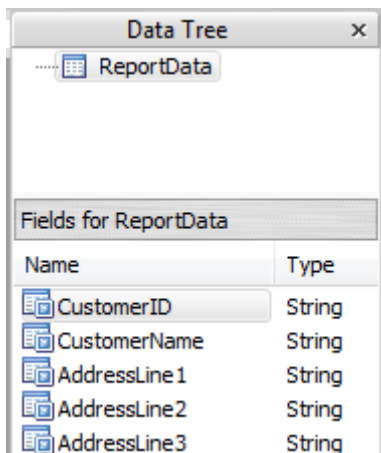 Data Tree
ReportData
Fields for ReportData
Name Type
CustomerID String
CustomerName String
AddressLine1 String
AddressLine2 String
AddressLine3 String